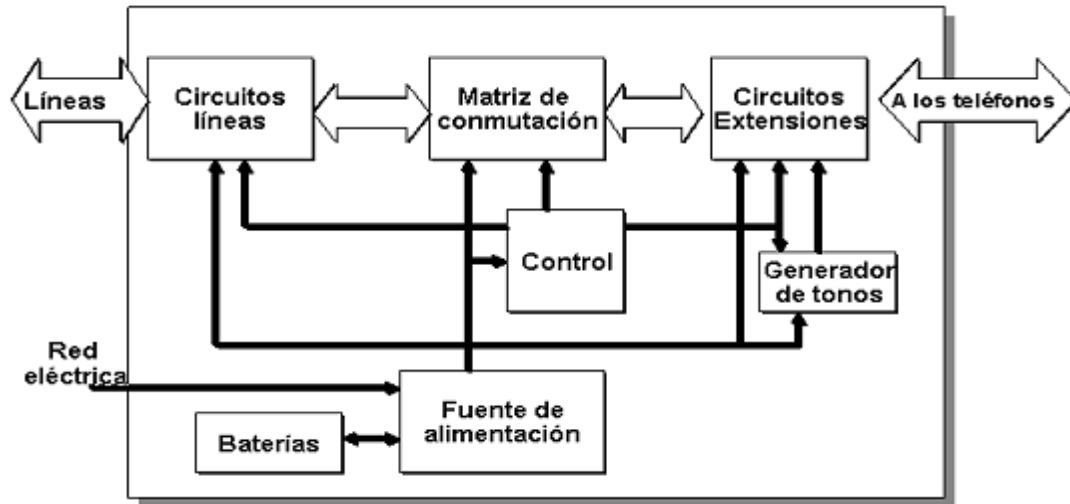 Líneas
Circuitos
líneas
Matriz de
conmutación
Circuitos
Extensiones
A los teléfonos
Control
Generador
de tonos
Red
eléctrica
Fuente de
alimentación
Baterías